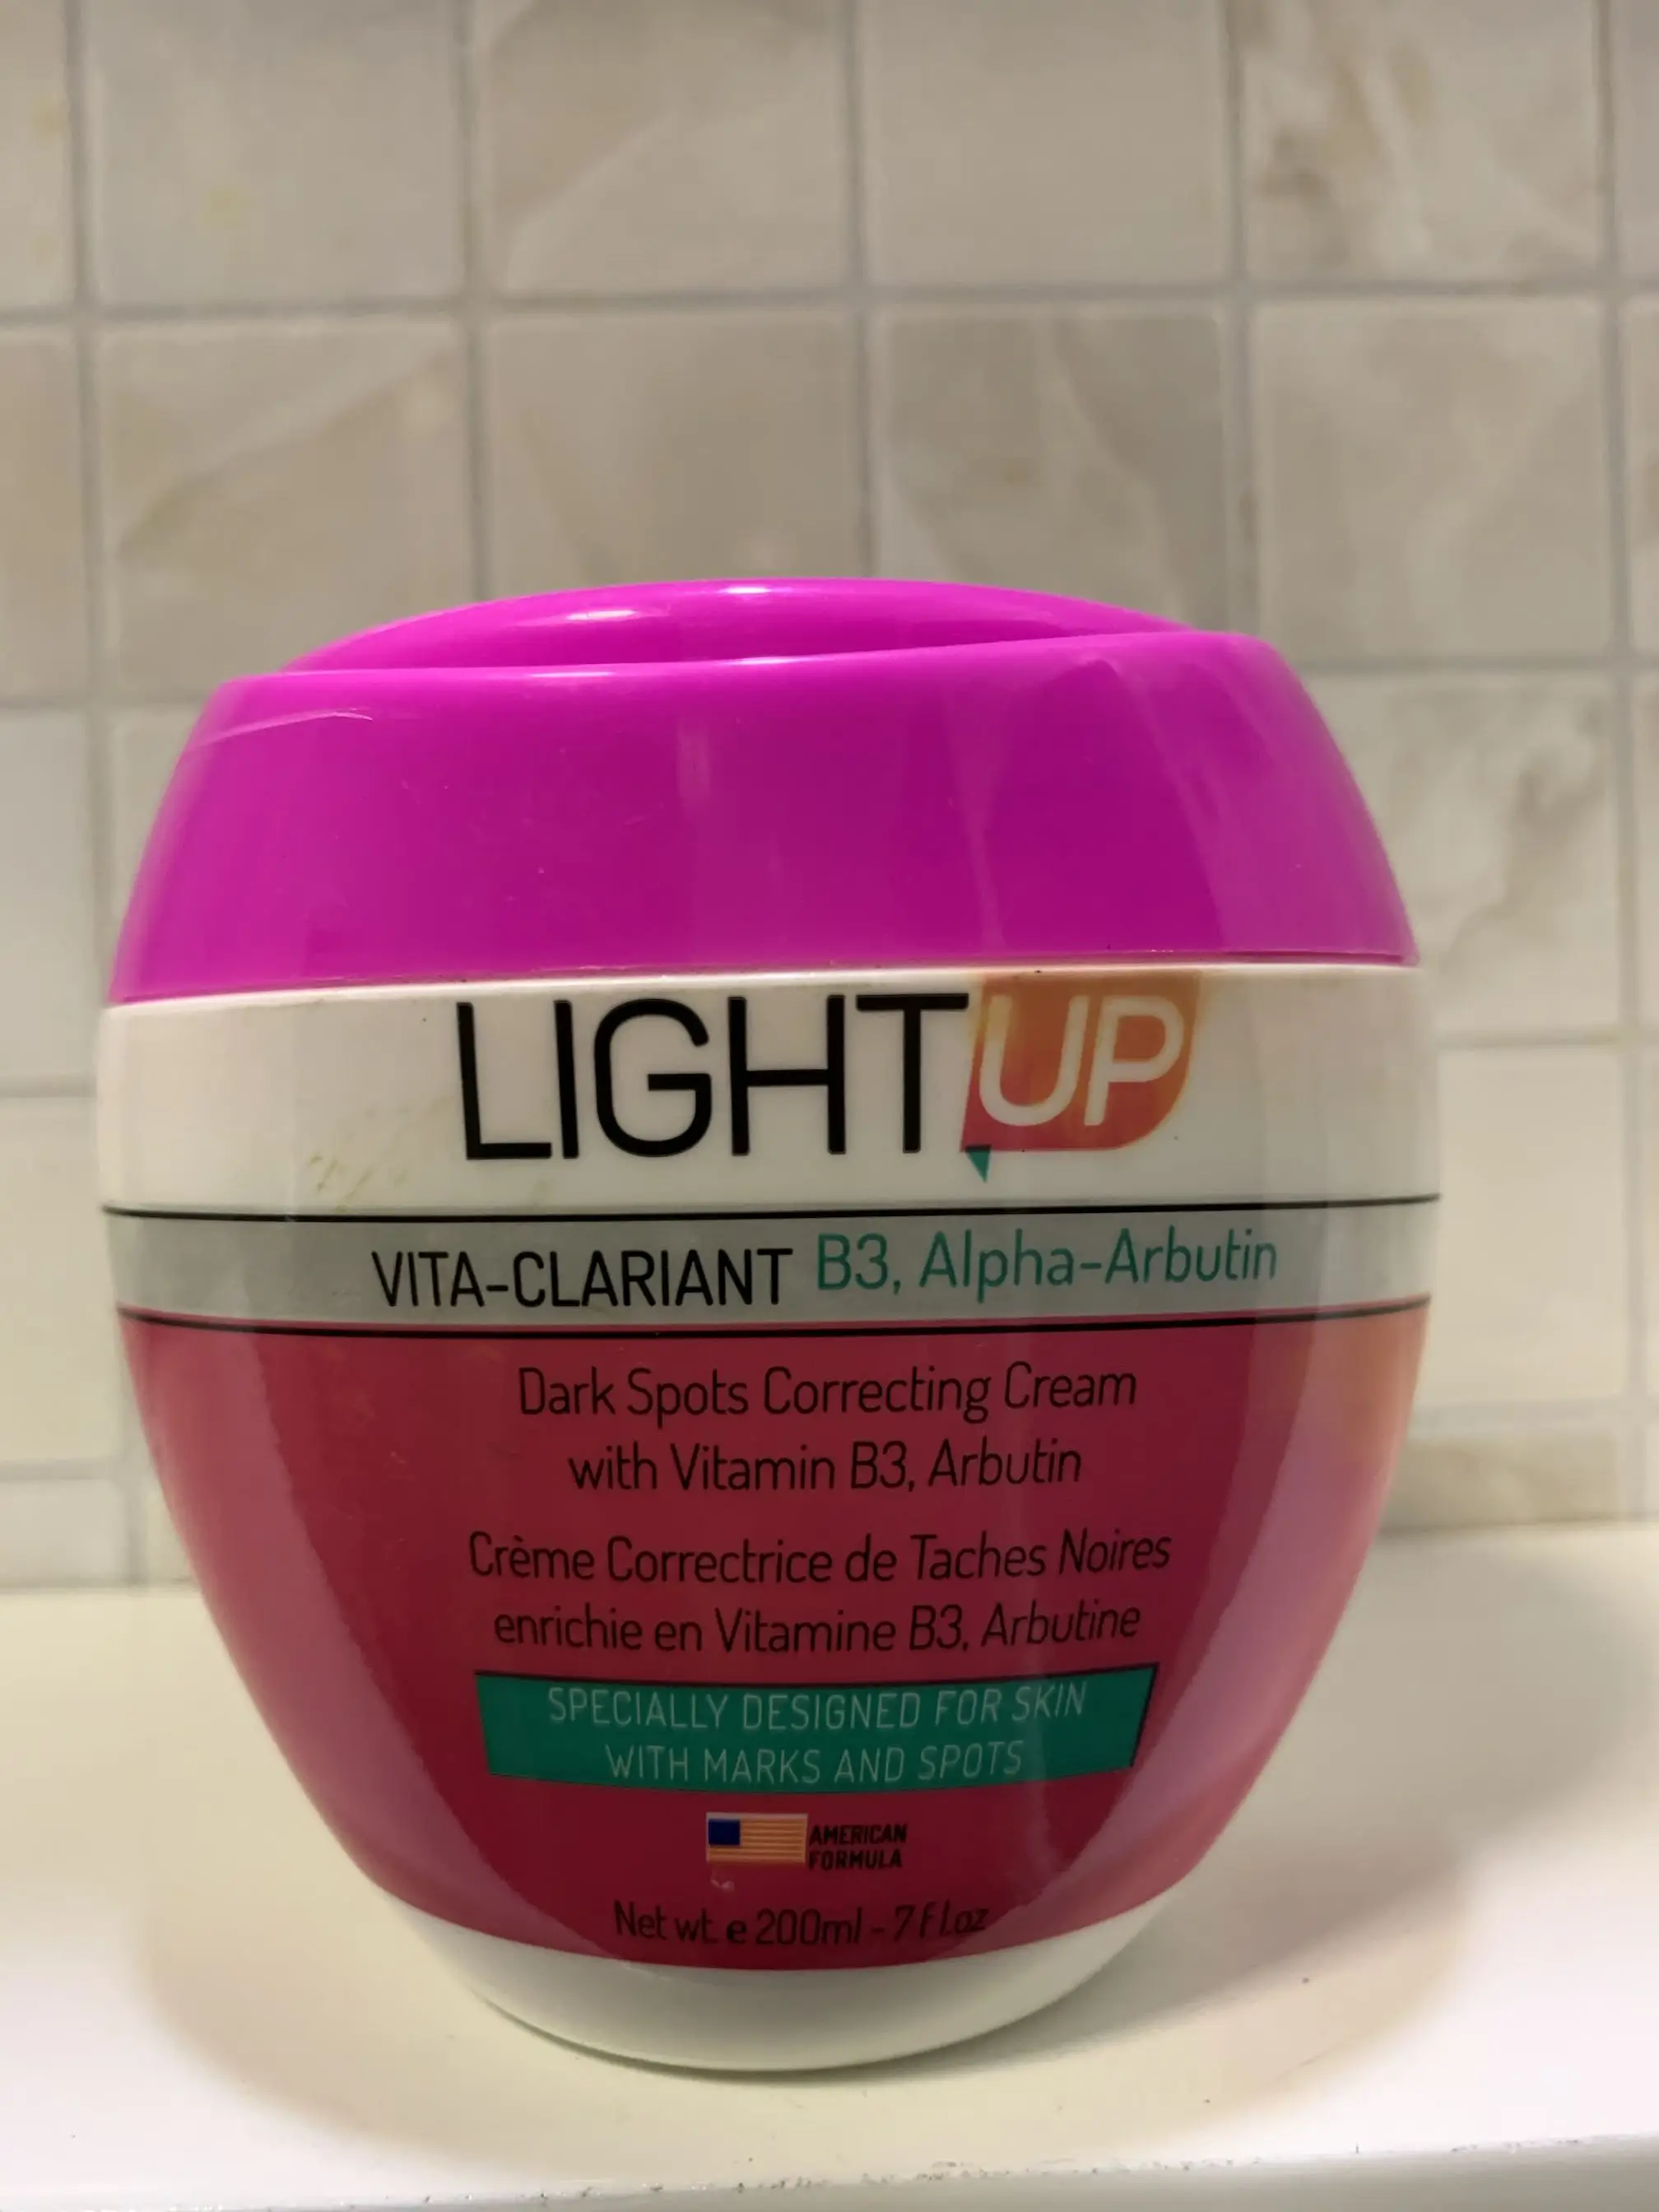 LIGHTUP
VITA-CLARIANT B3, Alpha-Arbutin
Dark Spots Correcting Cream
with Vitamin B3, Arbutin
Crème Correctrice de Taches Noires
enrichie en Vitamine B3, Arbutine
SPECIALLY DESIGNED FOR SKIN
WITH MARKS AND SPOTS
AMERICAN
FORMULA
Net wt. e 200ml - 7 fl.oz